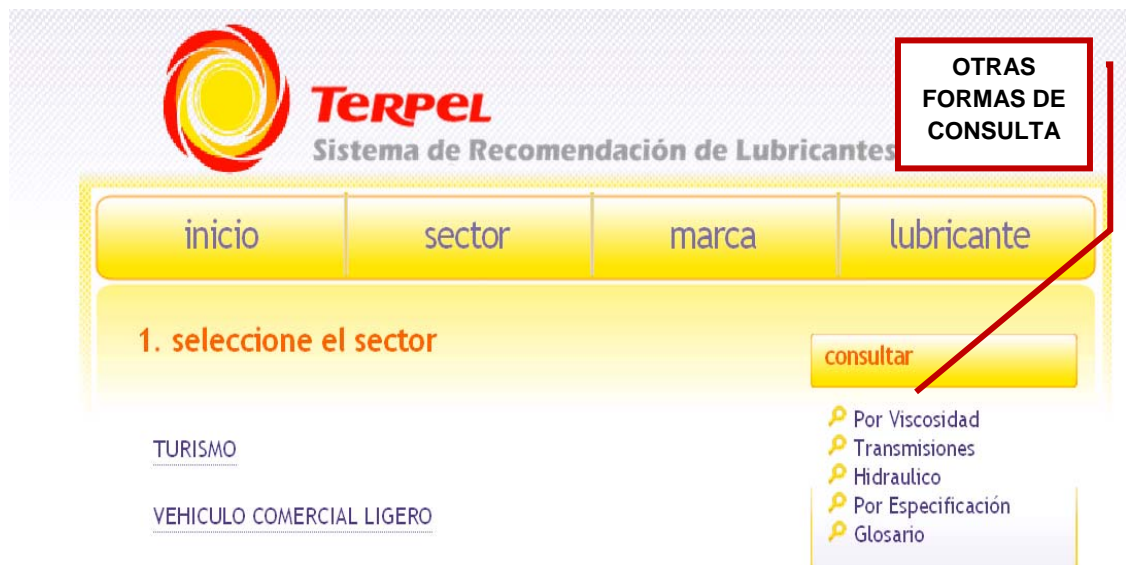 TERPEL
Sistema de Recomendación de Lubricantes
OTRAS
FORMAS DE
CONSULTA
inicio
sector
marca
lubricante
1. seleccione el sector
TURISMO
VEHICULO COMERCIAL LIGERO
consultar
Por Viscosidad
Transmisiones
Hidraulico
Por Especificación
Glosario